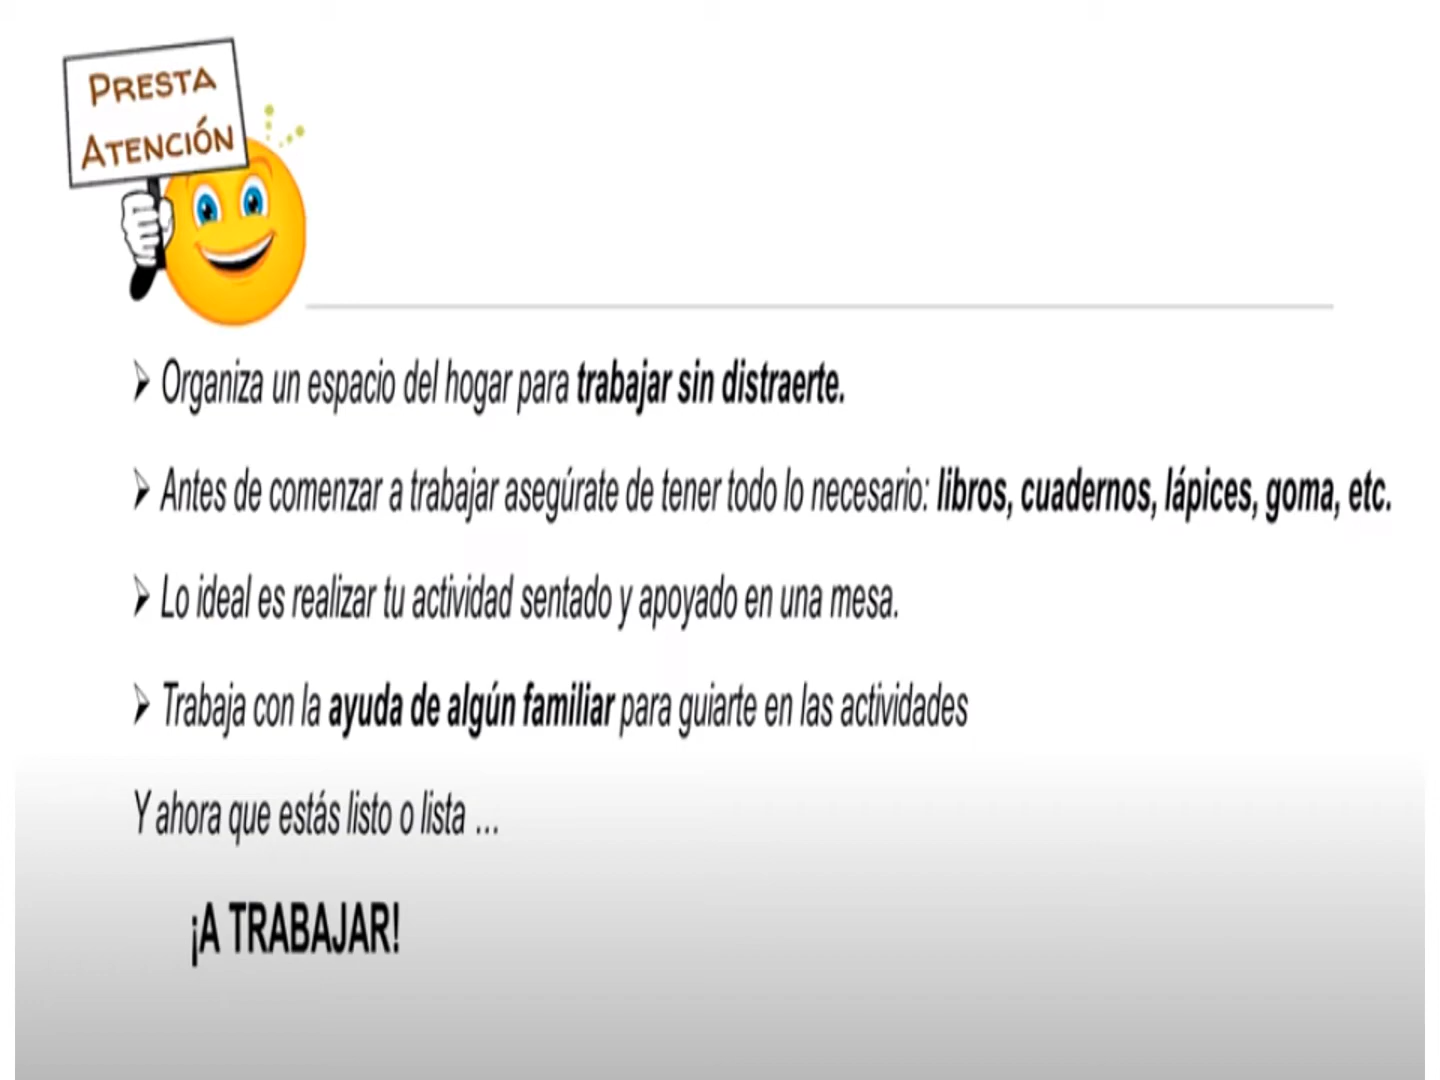 PRESTA
ATENCIÓN
➢ Organiza un espacio del hogar para trabajar sin distraerte.
➢ Antes de comenzar a trabajar asegúrate de tener todo lo necesario: libros, cuadernos, lápices, goma, etc.
➢ Lo ideal es realizar tu actividad sentado y apoyado en una mesa.
➢ Trabaja con la ayuda de algún familiar para guiarte en las actividades
Y ahora que estás listo o lista ...
¡A TRABAJAR!